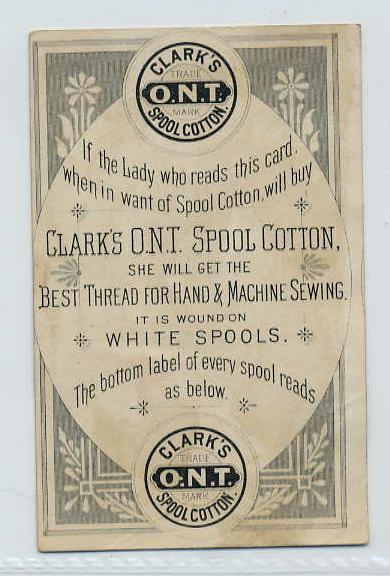 CLARK'S
TRADE
O.N.T.
MARK
SPOOL COTTON.
If the Lady who reads this card,
when in want of Spool Cotton, will buy
CLARK'S O.N.T. SPOOL COTTON,
SHE WILL GET THE
BEST THREAD FOR HAND & MACHINE SEWING.
IT IS WOUND ON
WHITE SPOOLS.
The bottom label of every spool reads
as below.
CLARK'S
TRADE
O.N.T.
MARK
SPOOL COTTON.